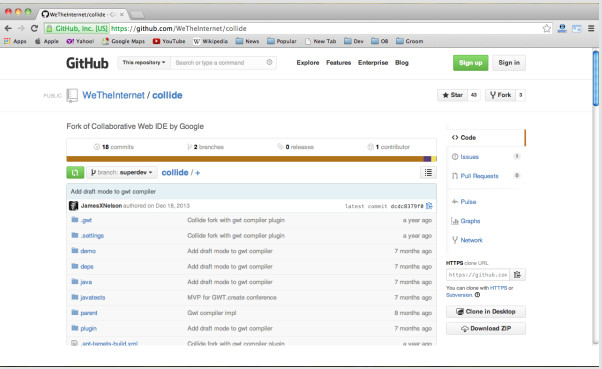 WeTheInternet/collide
GitHub, Inc. [US] https://github.com/WeTheInternet/collide
Apps Apple Yahoo! Google Maps YouTube Wikipedia News Popular New Tab Dev OB Groom
GitHub This repository Search or type a command Explore Features Enterprise Blog Sign up Sign in
PUBLIC WeTheInternet / collide Star 43 Fork 3
Fork of Collaborative Web IDE by Google
18 commits 2 branches 0 releases 1 contributor
branch: superdev collide / +
Add draft mode to gwt compiler
JamesXNelson authored on Dec 18, 2013 latest commit dcdc8379f0
.gwt Collide fork with gwt compiler plugin a year ago
.settings Collide fork with gwt compiler plugin a year ago
demo Add draft mode to gwt compiler 7 months ago
deps Add draft mode to gwt compiler 7 months ago
java Add draft mode to gwt compiler 7 months ago
javatests MVP for GWT.create conference 7 months ago
parent Gwt compiler impl 8 months ago
plugin Add draft mode to gwt compiler 7 months ago
.apt-targets-build.xml Collide fork with gwt compiler plugin a year ago
Code
Issues 1
Pull Requests 0
Pulse
Graphs
Network
HTTPS clone URL
https://github.com
You can clone with HTTPS or
Subversion.
Clone in Desktop
Download ZIP